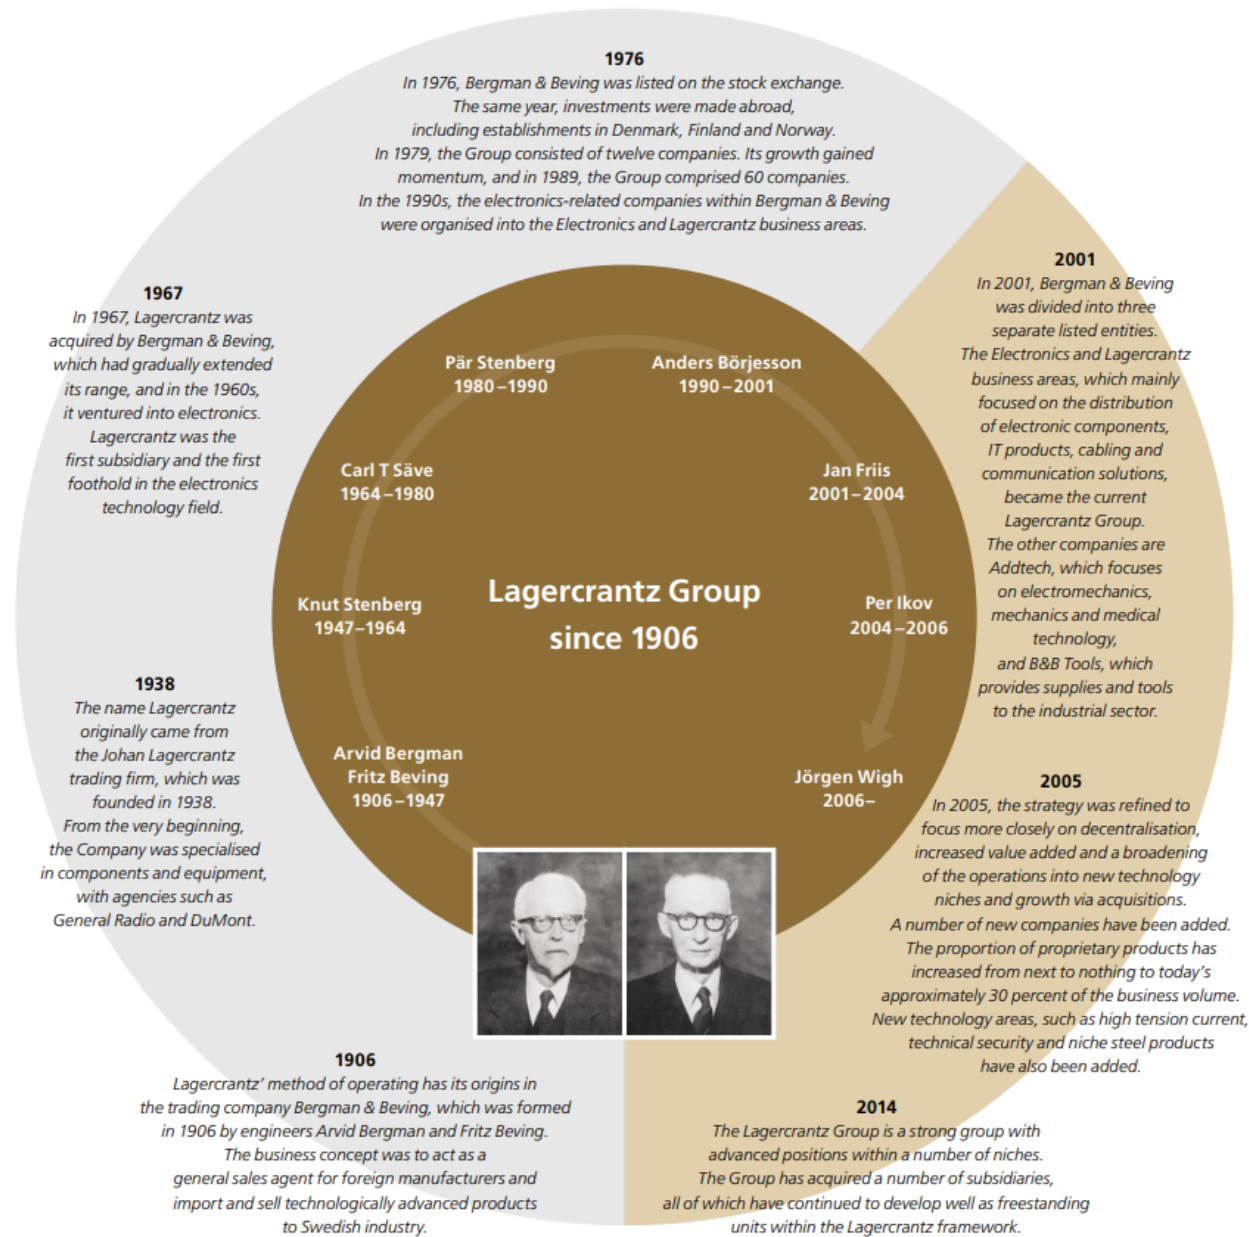 1976
In 1976, Bergman & Beving was listed on the stock exchange.
The same year, investments were made abroad,
including establishments in Denmark, Finland and Norway.
In 1979, the Group consisted of twelve companies. Its growth gained
momentum, and in 1989, the Group comprised 60 companies.
In the 1990s, the electronics-related companies within Bergman & Beving
were organised into the Electronics and Lagercrantz business areas.
2001
In 2001, Bergman & Beving
was divided into three
separate listed entities.
The Electronics and Lagercrantz
business areas, which mainly
focused on the distribution
of electronic components,
IT products, cabling and
communication solutions,
became the current
Lagercrantz Group.
The other companies are
Addtech, which focuses
on electromechanics,
mechanics and medical
technology,
and B&B Tools, which
provides supplies and tools
to the industrial sector.
1967
In 1967, Lagercrantz was
acquired by Bergman & Beving,
which had gradually extended
its range, and in the 1960s,
it ventured into electronics.
Lagercrantz was the
first subsidiary and the first
foothold in the electronics
technology field.
Pär Stenberg
1980–1990
Anders Börjesson
1990–2001
Carl T Säve
1964–1980
Jan Friis
2001–2004
Lagercrantz Group
since 1906
Knut Stenberg
1947–1964
Per Ikov
2004–2006
Arvid Bergman
Fritz Beving
1906–1947
Jörgen Wigh
2006–
1938
The name Lagercrantz
originally came from
the Johan Lagercrantz
trading firm, which was
founded in 1938.
From the very beginning,
the Company was specialised
in components and equipment,
with agencies such as
General Radio and DuMont.
2005
In 2005, the strategy was refined to
focus more closely on decentralisation,
increased value added and a broadening
of the operations into new technology
niches and growth via acquisitions.
A number of new companies have been added.
The proportion of proprietary products has
increased from next to nothing to today's
approximately 30 percent of the business volume.
New technology areas, such as high tension current,
technical security and niche steel products
have also been added.
1906
Lagercrantz' method of operating has its origins in
the trading company Bergman & Beving, which was formed
in 1906 by engineers Arvid Bergman and Fritz Beving.
The business concept was to act as a
general sales agent for foreign manufacturers and
import and sell technologically advanced products
to Swedish industry.
2014
The Lagercrantz Group is a strong group with
advanced positions within a number of niches.
The Group has acquired a number of subsidiaries,
all of which have continued to develop well as freestanding
units within the Lagercrantz framework.